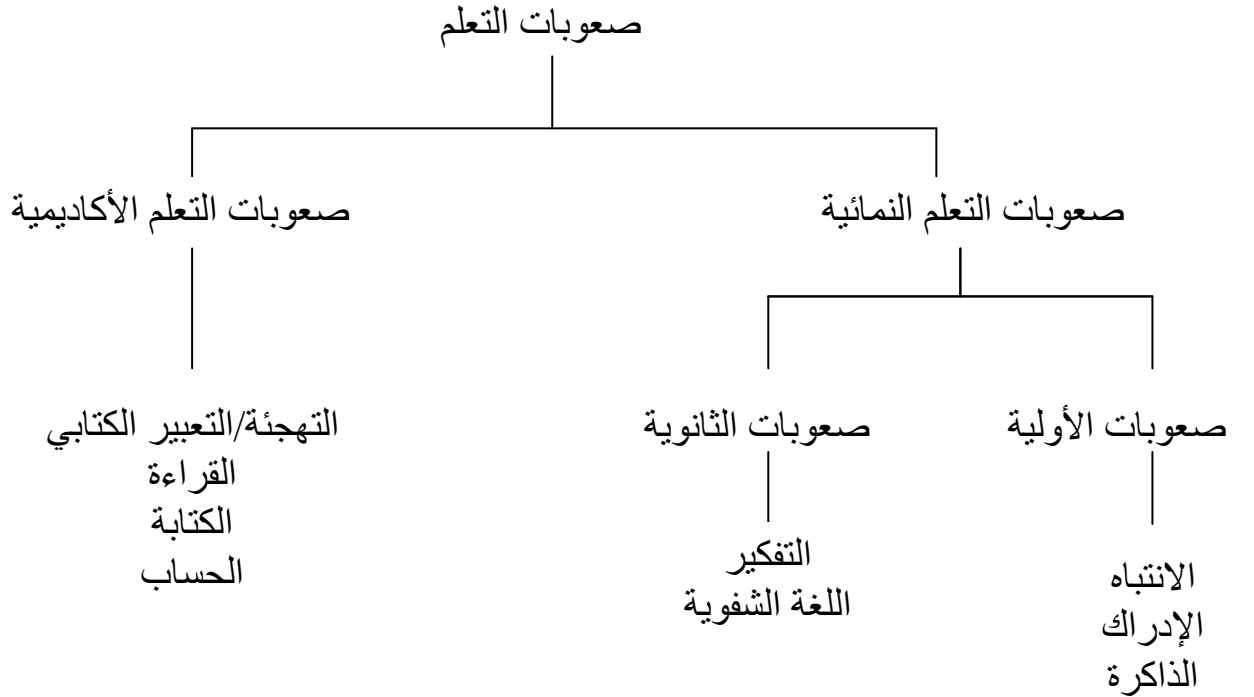 صعوبات التعلم
صعوبات التعلم النمائية
صعوبات التعلم الأكاديمية
صعوبات الأولية
صعوبات الثانوية
التهجئة/التعبير الكتابي
القراءة
الكتابة
الحساب
التفكير
اللغة الشفوية
الانتباه
الإدراك
الذاكرة